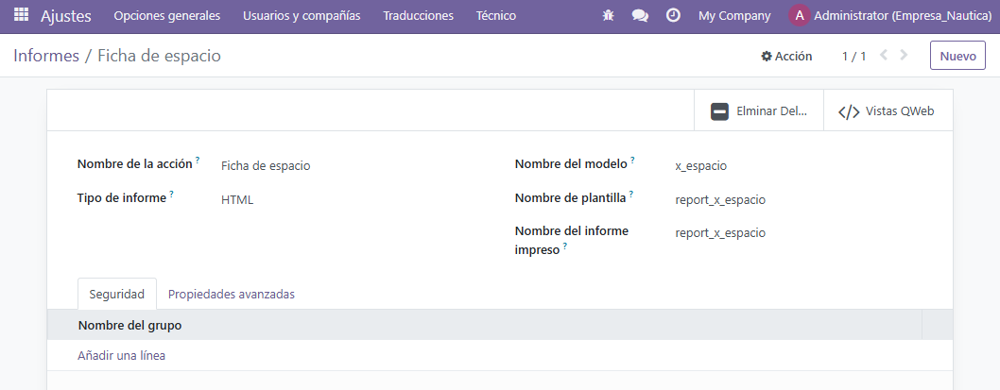 Ajustes Opciones generales Usuarios y compañías Traducciones Técnico My Company A Administrator (Empresa_Nautica)
Informes / Ficha de espacio Acción 1 / 1 Nuevo
Elminar Del... Vistas QWeb
Nombre de la acción ? Ficha de espacio Nombre del modelo ? x_espacio
Tipo de informe ? HTML Nombre de plantilla ? report_x_espacio
Nombre del informe impreso ? report_x_espacio
Seguridad Propiedades avanzadas
Nombre del grupo
Añadir una línea